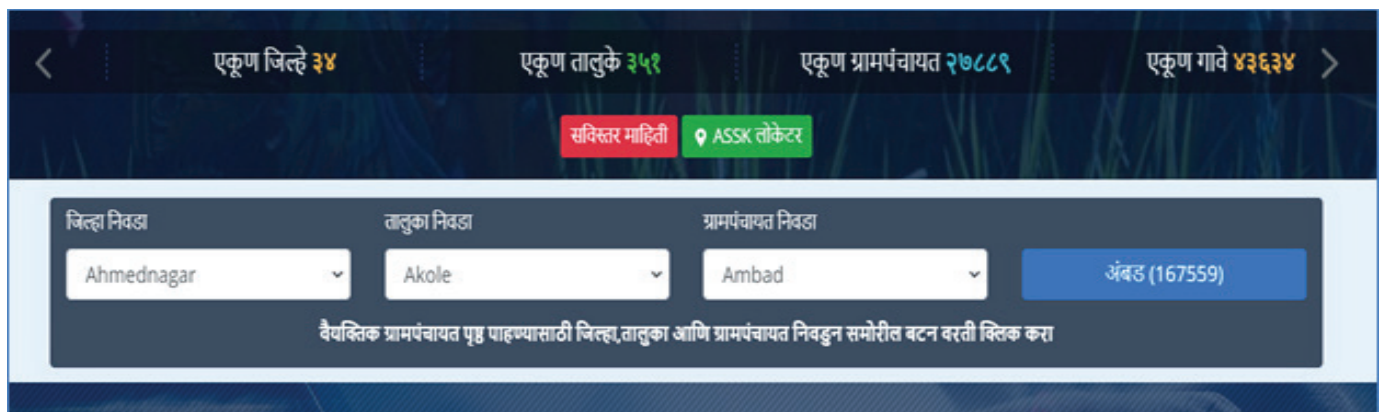 एकूण जिल्हे ३४ एकूण तालुके ३५१ एकूण ग्रामपंचायत २७८८९ एकूण गावे ४३६३४
सविस्तर माहिती ASSK लोकेटर
जिल्हा निवडा तालुका निवडा ग्रामपंचायत निवडा
Ahmednagar Akole Ambad अंबड (167559)
वैयक्तिक ग्रामपंचायत पृष्ठ पाहण्यासाठी जिल्हा,तालुका आणि ग्रामपंचायत निवडुन समोरील बटन वरती क्लिक करा